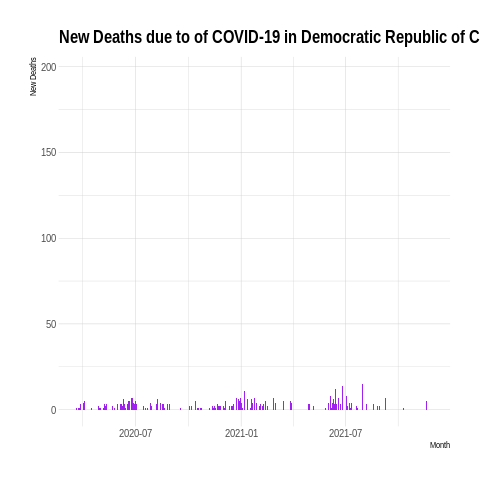 New Deaths due to of COVID-19 in Democratic Republic of C
New Deaths
200
150
100
50
0
2020-07 2021-01 2021-07
Month